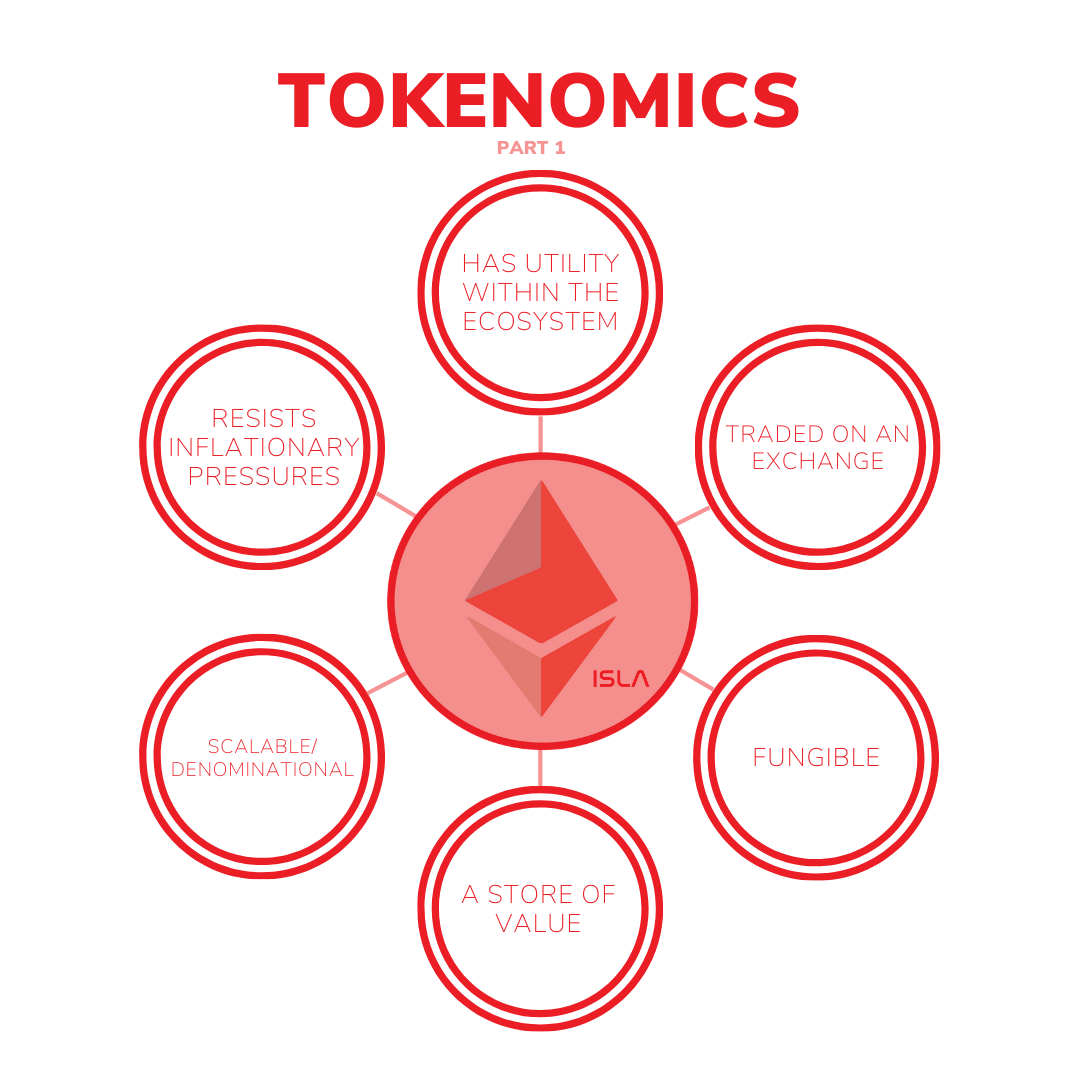 TOKENOMICS
PART 1
HAS UTILITY
WITHIN THE
ECOSYSTEM
RESISTS
INFLATIONARY
PRESSURES
TRADED ON AN
EXCHANGE
ISLA
SCALABLE/
DENOMINATIONAL
FUNGIBLE
A STORE OF
VALUE